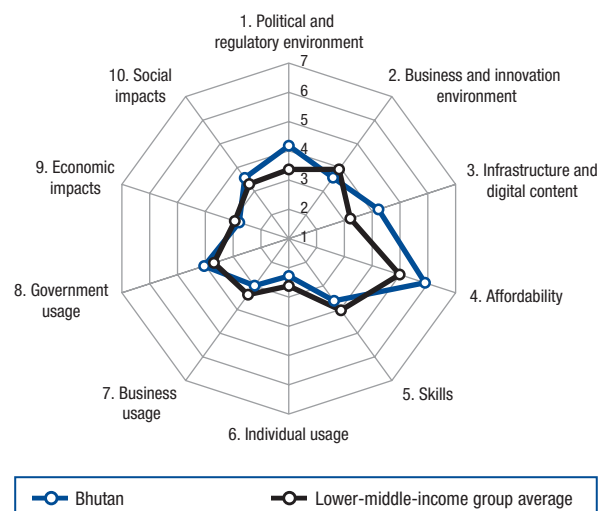 1. Political and
regulatory environment
2. Business and innovation
environment
3. Infrastructure and
digital content
4. Affordability
5. Skills
6. Individual usage
7. Business
usage
8. Government
usage
9. Economic
impacts
10. Social
impacts
7
6
5
4
3
2
1
Bhutan
Lower-middle-income group average